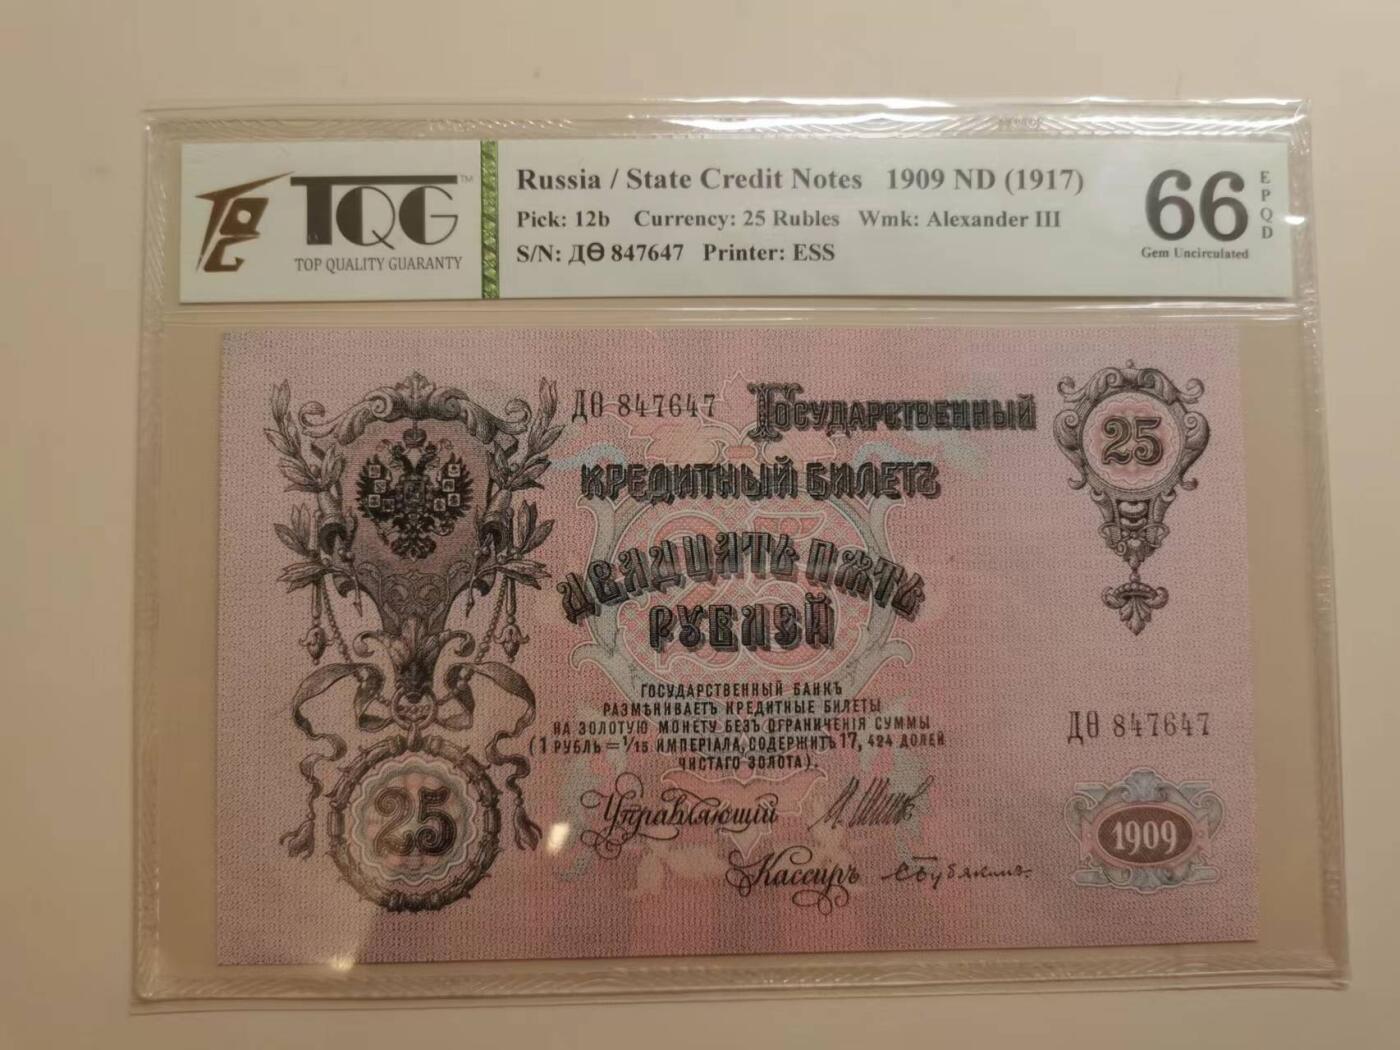 TQG™
TOP QUALITY GUARANTY
Russia / State Credit Notes 1909 ND (1917)
Pick: 12b Currency: 25 Rubles Wmk: Alexander III
S/N: ДѲ 847647 Printer: ESS
66
EPQD
Gem Uncirculated
ДѲ 847647
ГОСУДАРСТВЕННЫЙ
КРЕДИТНЫЙ БИЛЕТЪ
25
ДВАДЦАТЬ ПЯТЬ
РУБЛЕЙ
ГОСУДАРСТВЕННЫЙ БАНКЪ
РАЗМѢНИВАЕТЪ КРЕДИТНЫЕ БИЛЕТЫ
НА ЗОЛОТУЮ МОНЕТУ БЕЗЪ ОГРАНИЧЕНІЯ СУММЫ
(1 РУБЛЬ = 1/15 ИМПЕРІАЛА, СОДЕРЖИТЪ 17, 424 ДОЛЕЙ
ЧИСТАГО ЗОЛОТА).
ДѲ 847647
25
Управляющій
1909
Кассиръ